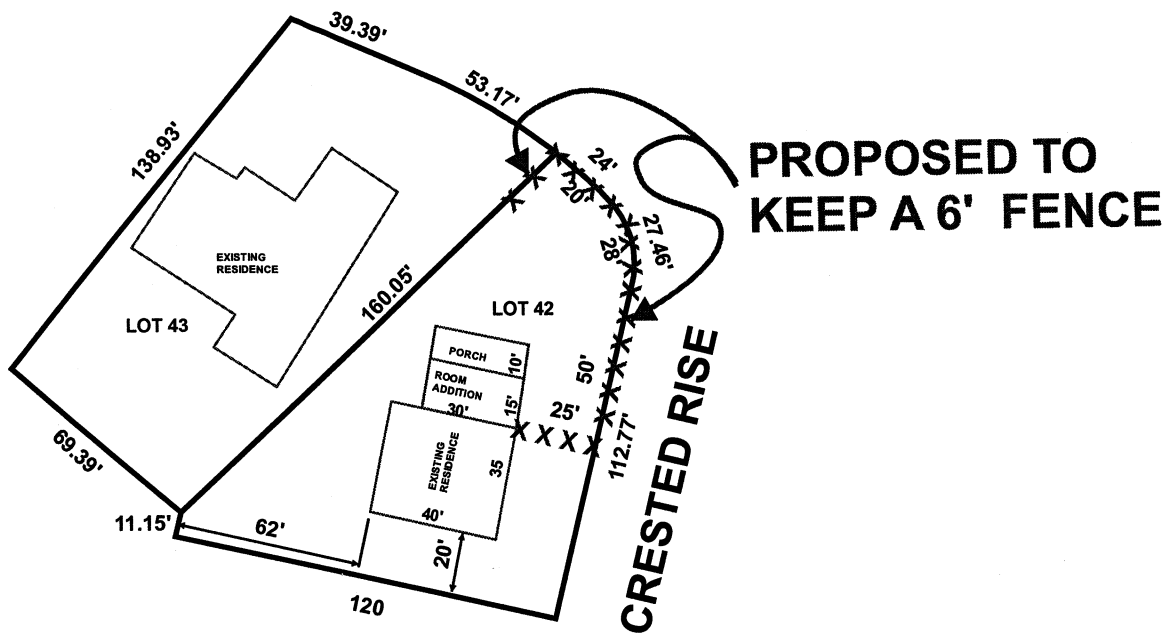 39.39'
53.17'
138.93'
24'
20'
PROPOSED TO
KEEP A 6' FENCE
27.46'
28'
EXISTING
RESIDENCE
160.05'
LOT 43
LOT 42
PORCH
10'
ROOM
ADDITION
30'
15'
50'
25'
CRESTED RISE
112.77'
EXISTING
RESIDENCE
35
40'
69.39'
11.15'
62'
20'
120